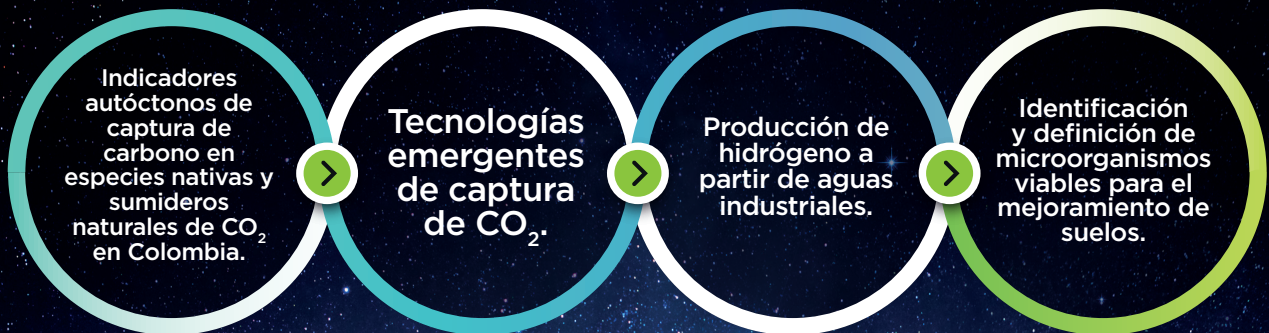 Indicadores
autóctonos de
captura de
carbono en
especies nativas y
sumideros
naturales de CO₂
en Colombia.
Tecnologías
emergentes
de captura
de CO₂.
Producción de
hidrógeno a
partir de aguas
industriales.
Identificación
y definición de
microorganismos
viables para el
mejoramiento de
suelos.